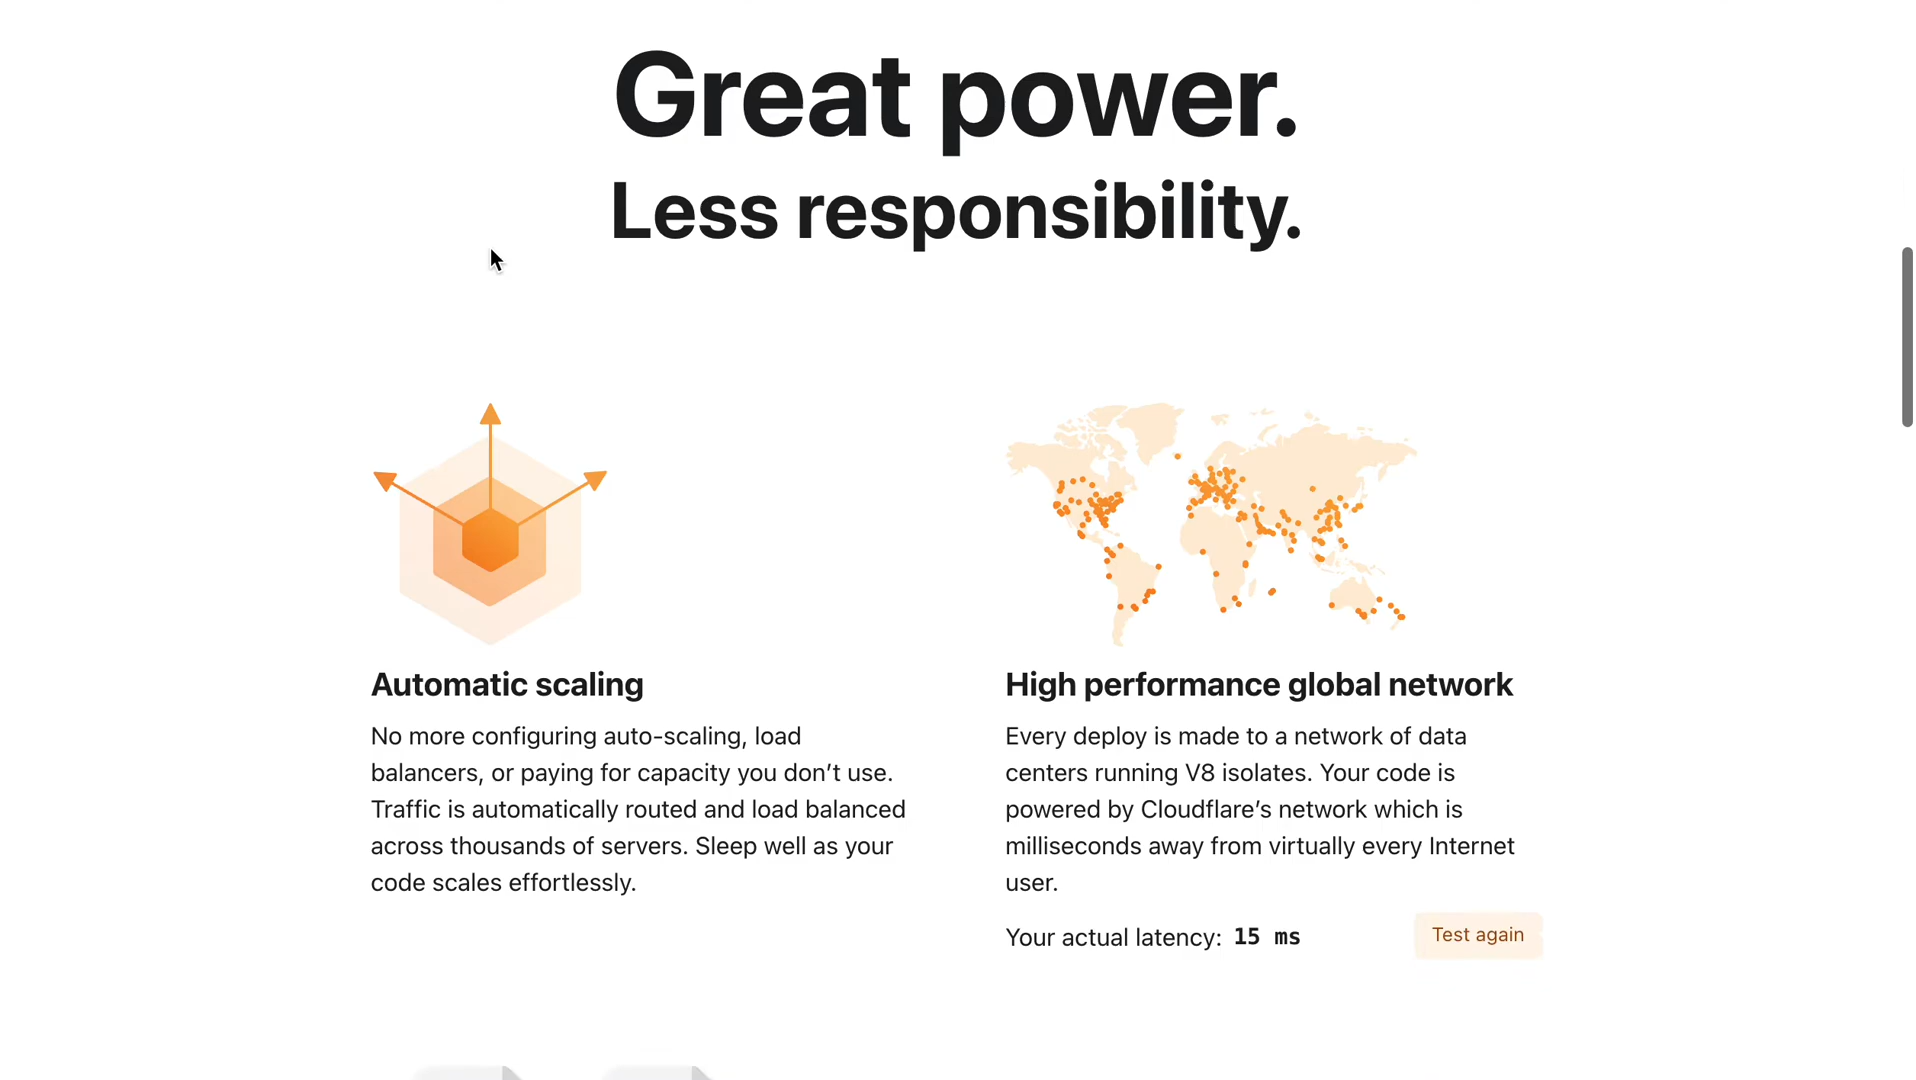 Great power.
Less responsibility.
Automatic scaling
No more configuring auto-scaling, load
balancers, or paying for capacity you don’t use.
Traffic is automatically routed and load balanced
across thousands of servers. Sleep well as your
code scales effortlessly.
High performance global network
Every deploy is made to a network of data
centers running V8 isolates. Your code is
powered by Cloudflare’s network which is
milliseconds away from virtually every Internet
user.
Your actual latency: 15 ms
Test again